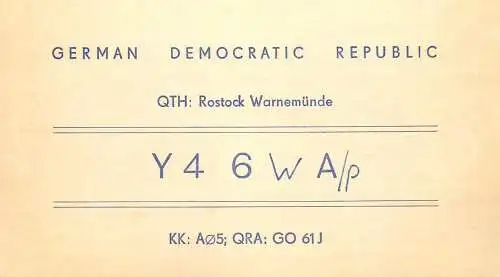 GERMAN DEMOCRATIC REPUBLIC
QTH: Rostock Warnemünde
Y4 6WA/p
KK: AØ5; QRA: GO 61J